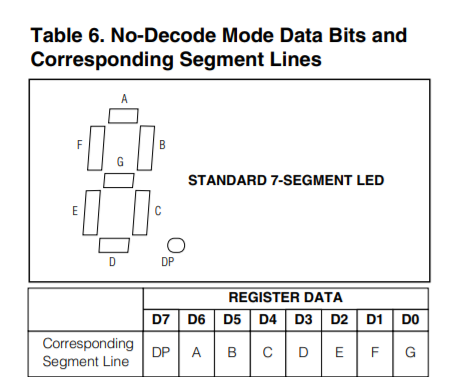 Table 6. No-Decode Mode Data Bits and
Corresponding Segment Lines
A
F B
G
STANDARD 7-SEGMENT LED
E C
D DP
REGISTER DATA
D7 D6 D5 D4 D3 D2 D1 D0
Corresponding
Segment Line DP A B C D E F G